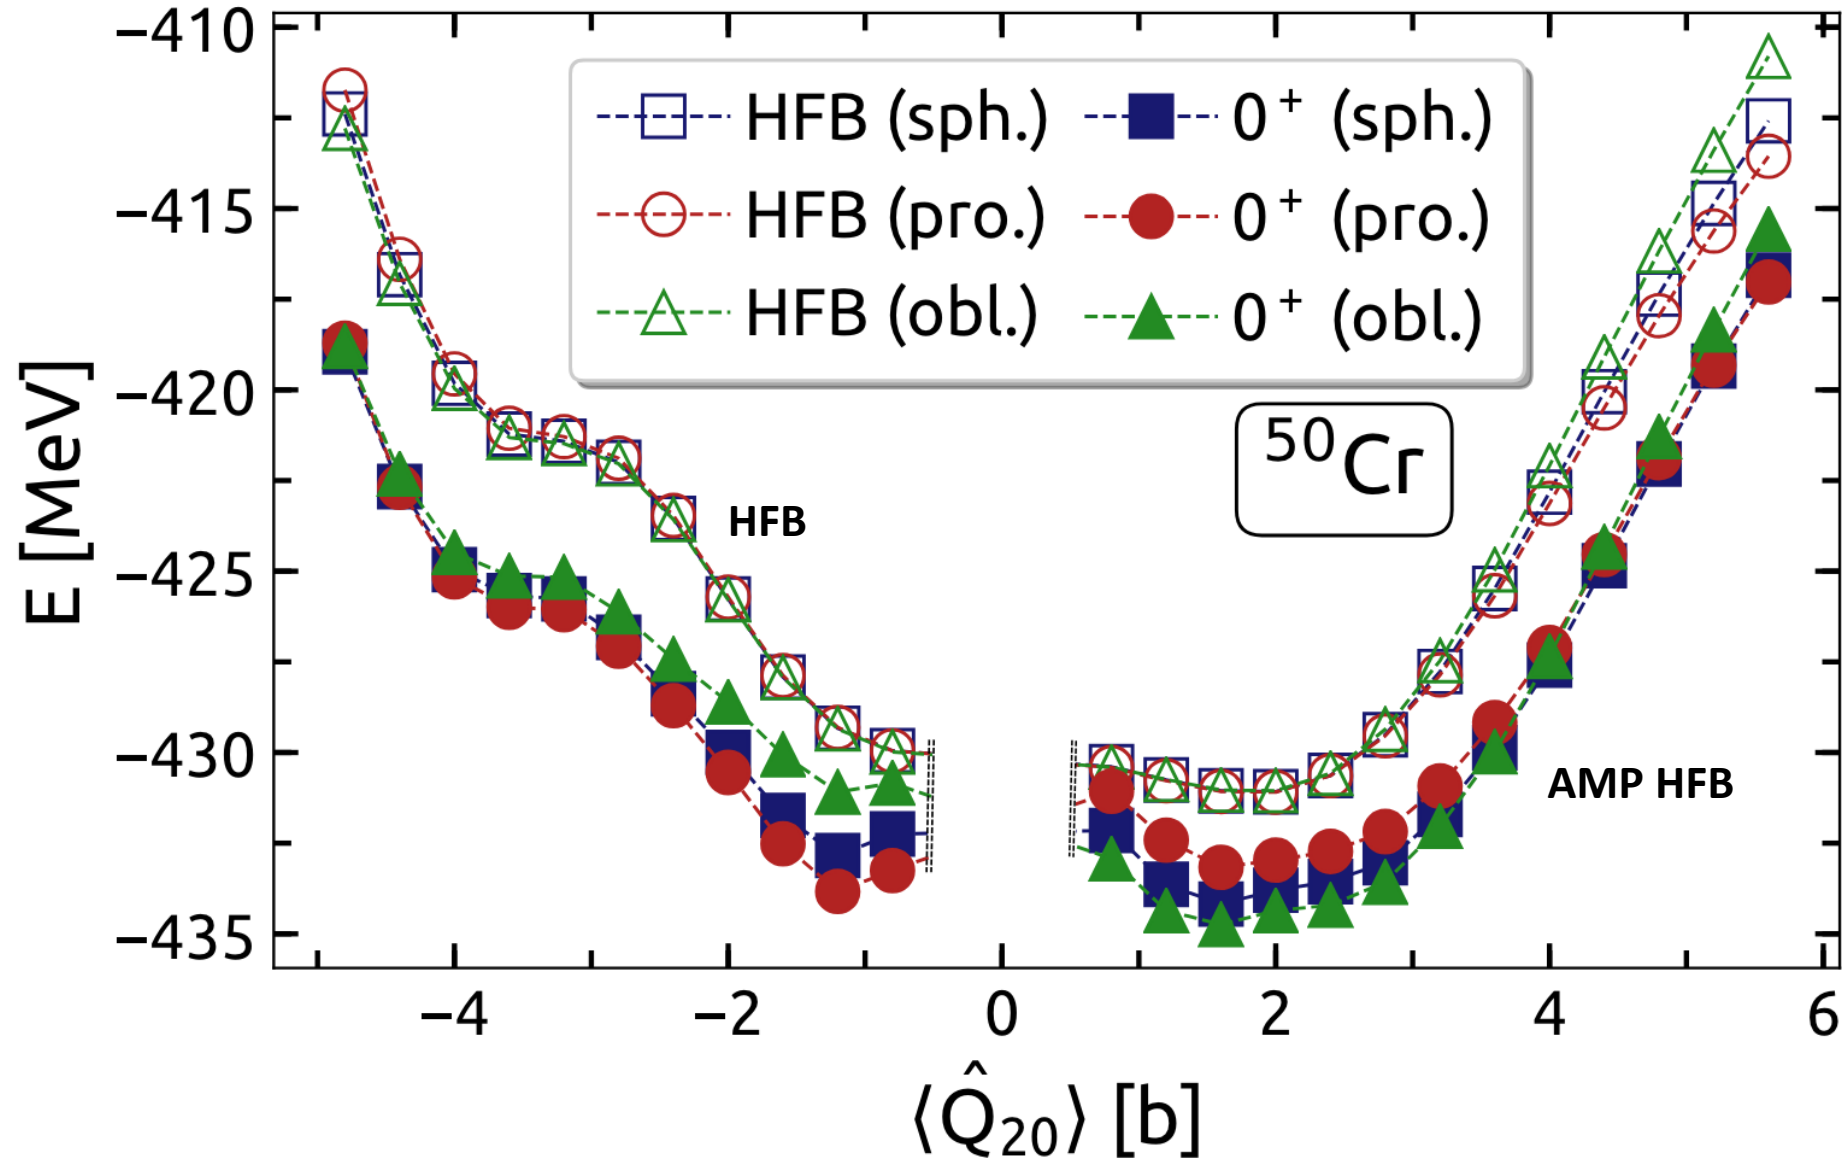 −410
−415
−420
−425
−430
−435
E [MeV]
HFB (sph.)
HFB (pro.)
HFB (obl.)
0⁺ (sph.)
0⁺ (pro.)
0⁺ (obl.)
⁵⁰Cr
HFB
AMP HFB
−4 −2 0 2 4 6
⟨Q̂₂₀⟩ [b]